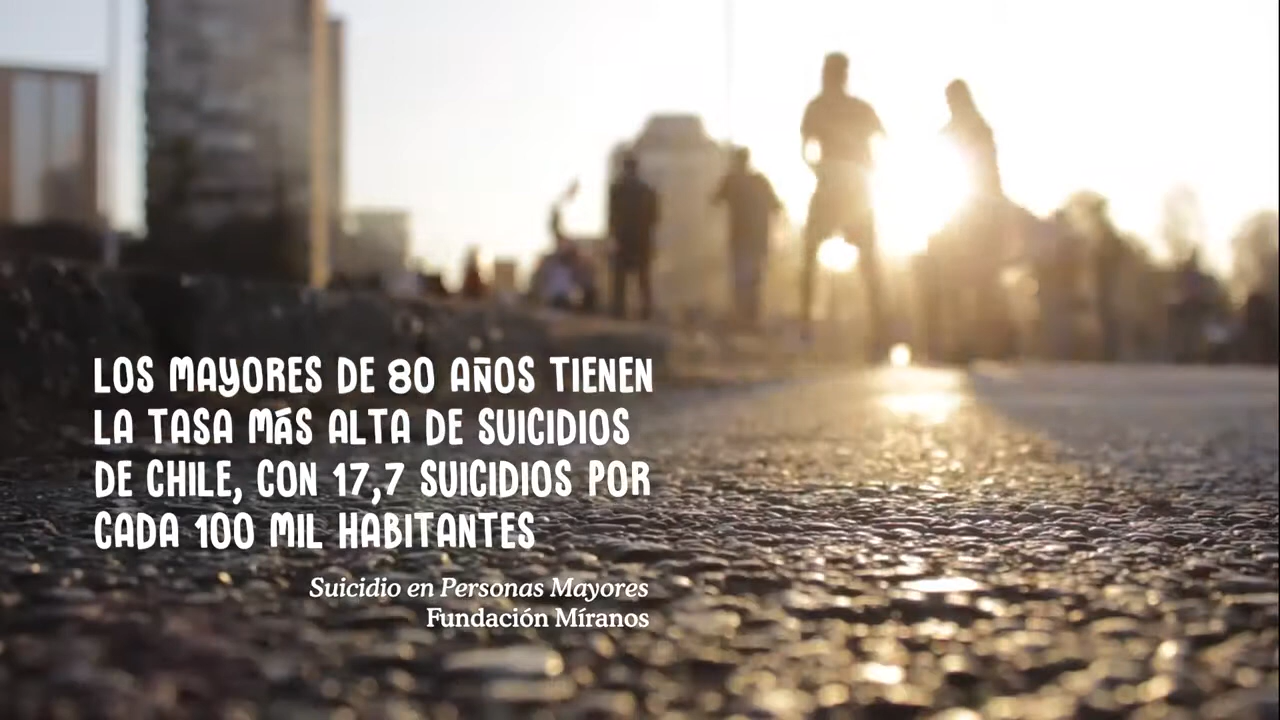 LOS MAYORES DE 80 AÑOS TIENEN
LA TASA MÁS ALTA DE SUICIDIOS
DE CHILE, CON 17,7 SUICIDIOS POR
CADA 100 MIL HABITANTES
Suicidio en Personas Mayores
Fundación Míranos